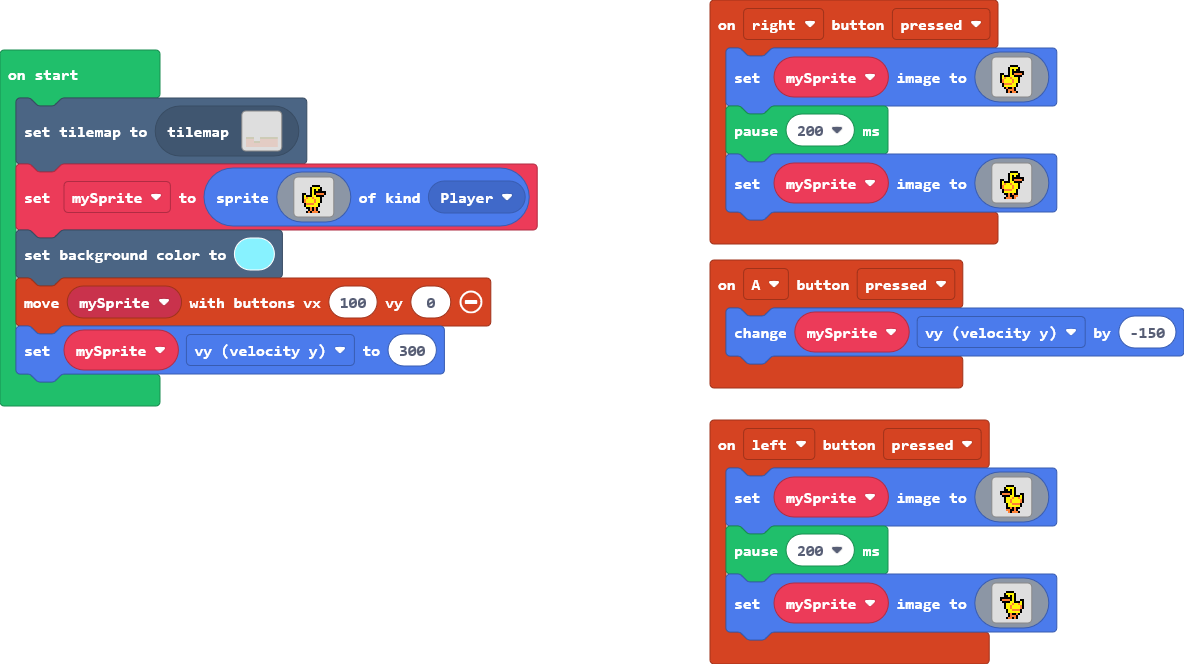 on start
set tilemap to tilemap
set mySprite to sprite of kind Player
set background color to
move mySprite with buttons vx 100 vy 0
set mySprite vy (velocity y) to 300
on right button pressed
set mySprite image to
pause 200 ms
set mySprite image to
on A button pressed
change mySprite vy (velocity y) by -150
on left button pressed
set mySprite image to
pause 200 ms
set mySprite image to